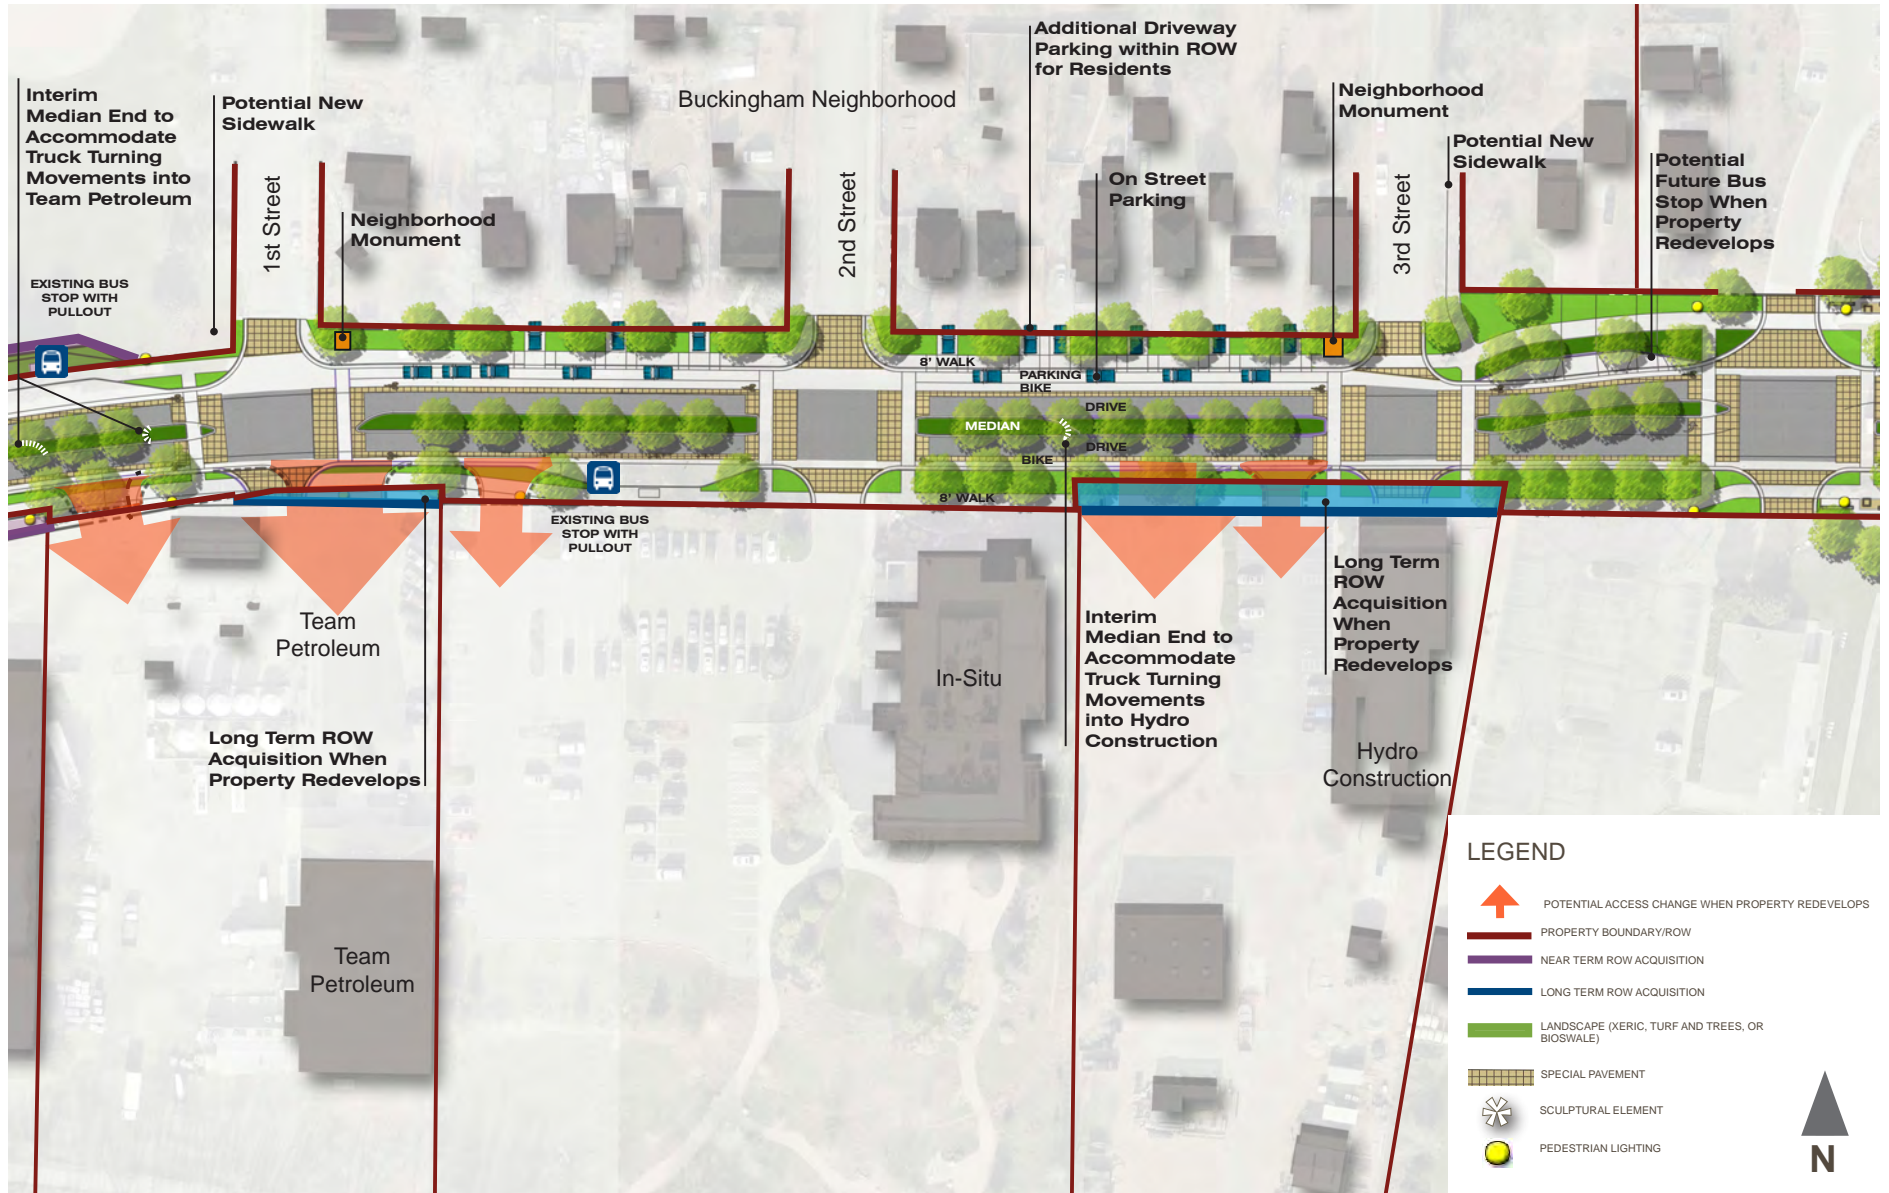 Additional Driveway
Parking within ROW
for Residents
Interim
Median End to
Accommodate
Truck Turning
Movements into
Team Petroleum
Potential New
Sidewalk
Buckingham Neighborhood
Neighborhood
Monument
Potential New
Sidewalk
Potential
Future Bus
Stop When
Property
Redevelops
On Street
Parking
1st Street
Neighborhood
Monument
2nd Street
3rd Street
EXISTING BUS
STOP WITH
PULLOUT
8' WALK
PARKING
BIKE
DRIVE
MEDIAN
DRIVE
BIKE
8' WALK
EXISTING BUS
STOP WITH
PULLOUT
Long Term
ROW
Acquisition
When
Property
Redevelops
Team
Petroleum
Interim
Median End to
Accommodate
Truck Turning
Movements
into Hydro
Construction
In-Situ
Long Term ROW
Acquisition When
Property Redevelops
Hydro
Construction
Team
Petroleum
LEGEND
POTENTIAL ACCESS CHANGE WHEN PROPERTY REDEVELOPS
PROPERTY BOUNDARY/ROW
NEAR TERM ROW ACQUISITION
LONG TERM ROW ACQUISITION
LANDSCAPE (XERIC, TURF AND TREES, OR
BIOSWALE)
SPECIAL PAVEMENT
SCULPTURAL ELEMENT
PEDESTRIAN LIGHTING
N